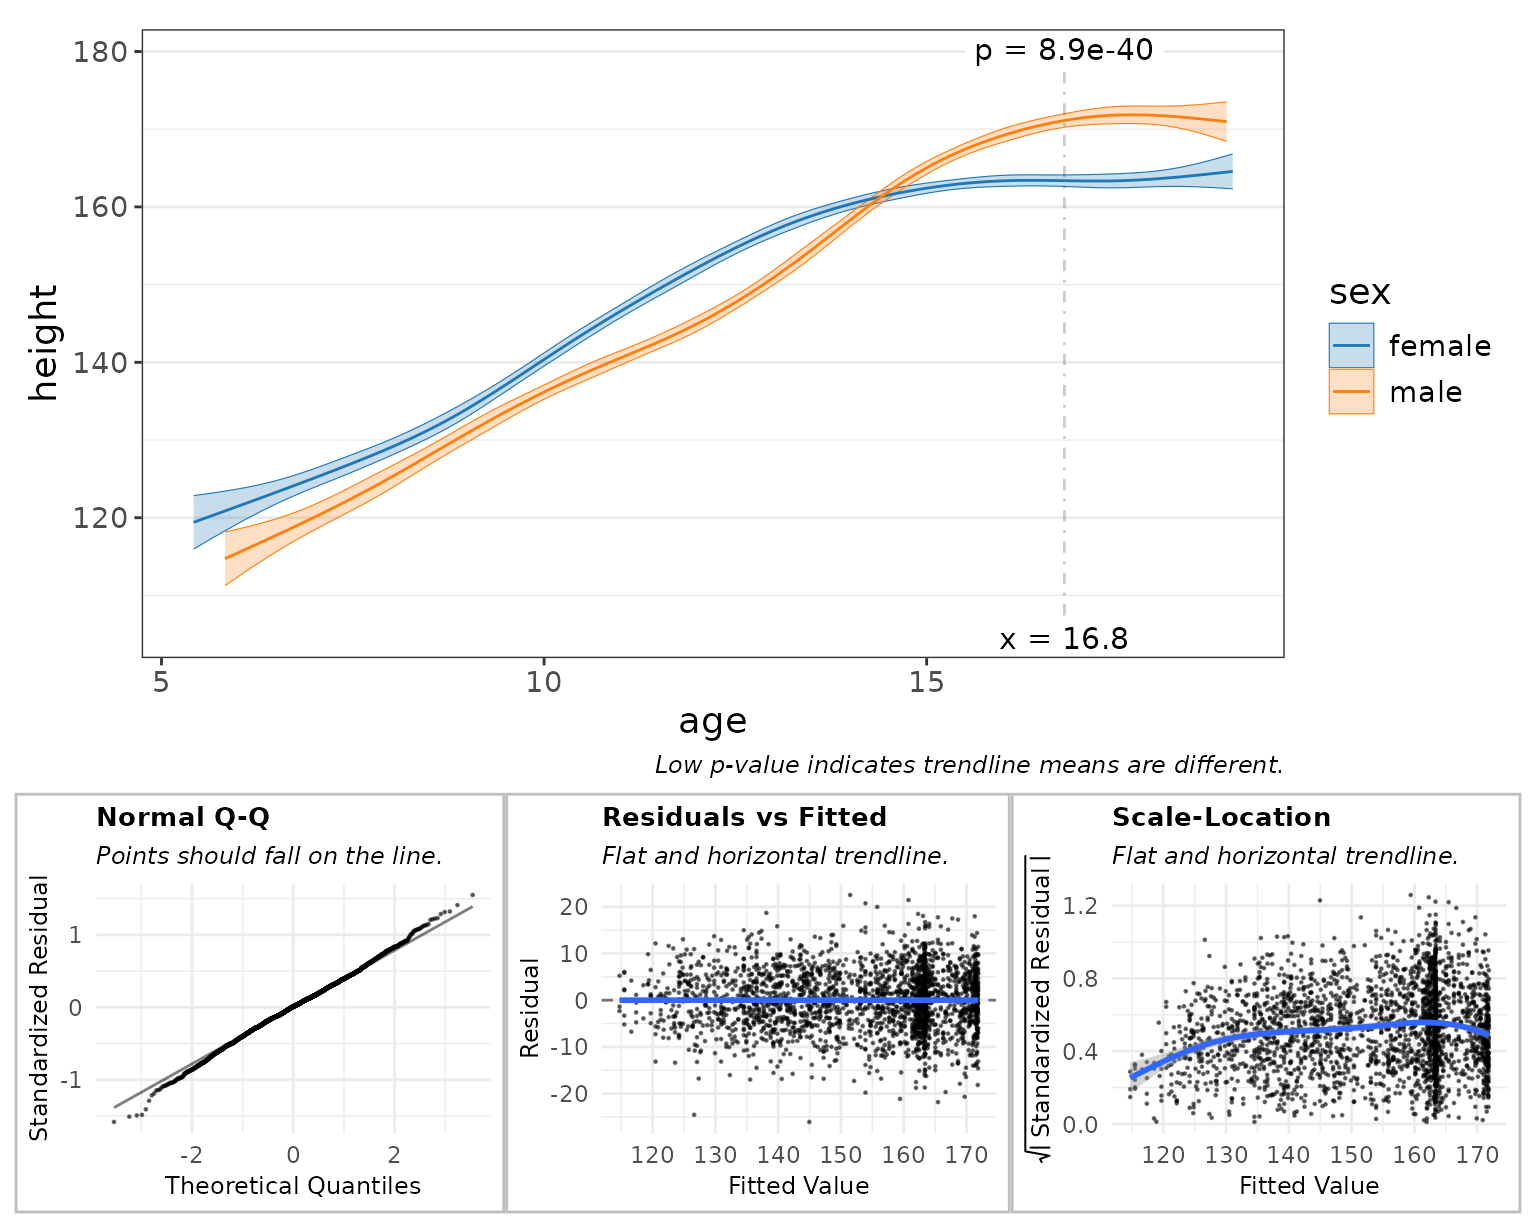 180
160
140
120
height
p = 8.9e-40
x = 16.8
5
10
15
age
sex
female
male
Low p-value indicates trendline means are different.
Normal Q-Q
Points should fall on the line.
Standardized Residual
1
0
-1
-2
0
2
Theoretical Quantiles
Residuals vs Fitted
Flat and horizontal trendline.
Residual
20
10
0
-10
-20
120
130
140
150
160
170
Fitted Value
Scale-Location
Flat and horizontal trendline.
√| Standardized Residual |
1.2
0.8
0.4
0.0
120
130
140
150
160
170
Fitted Value